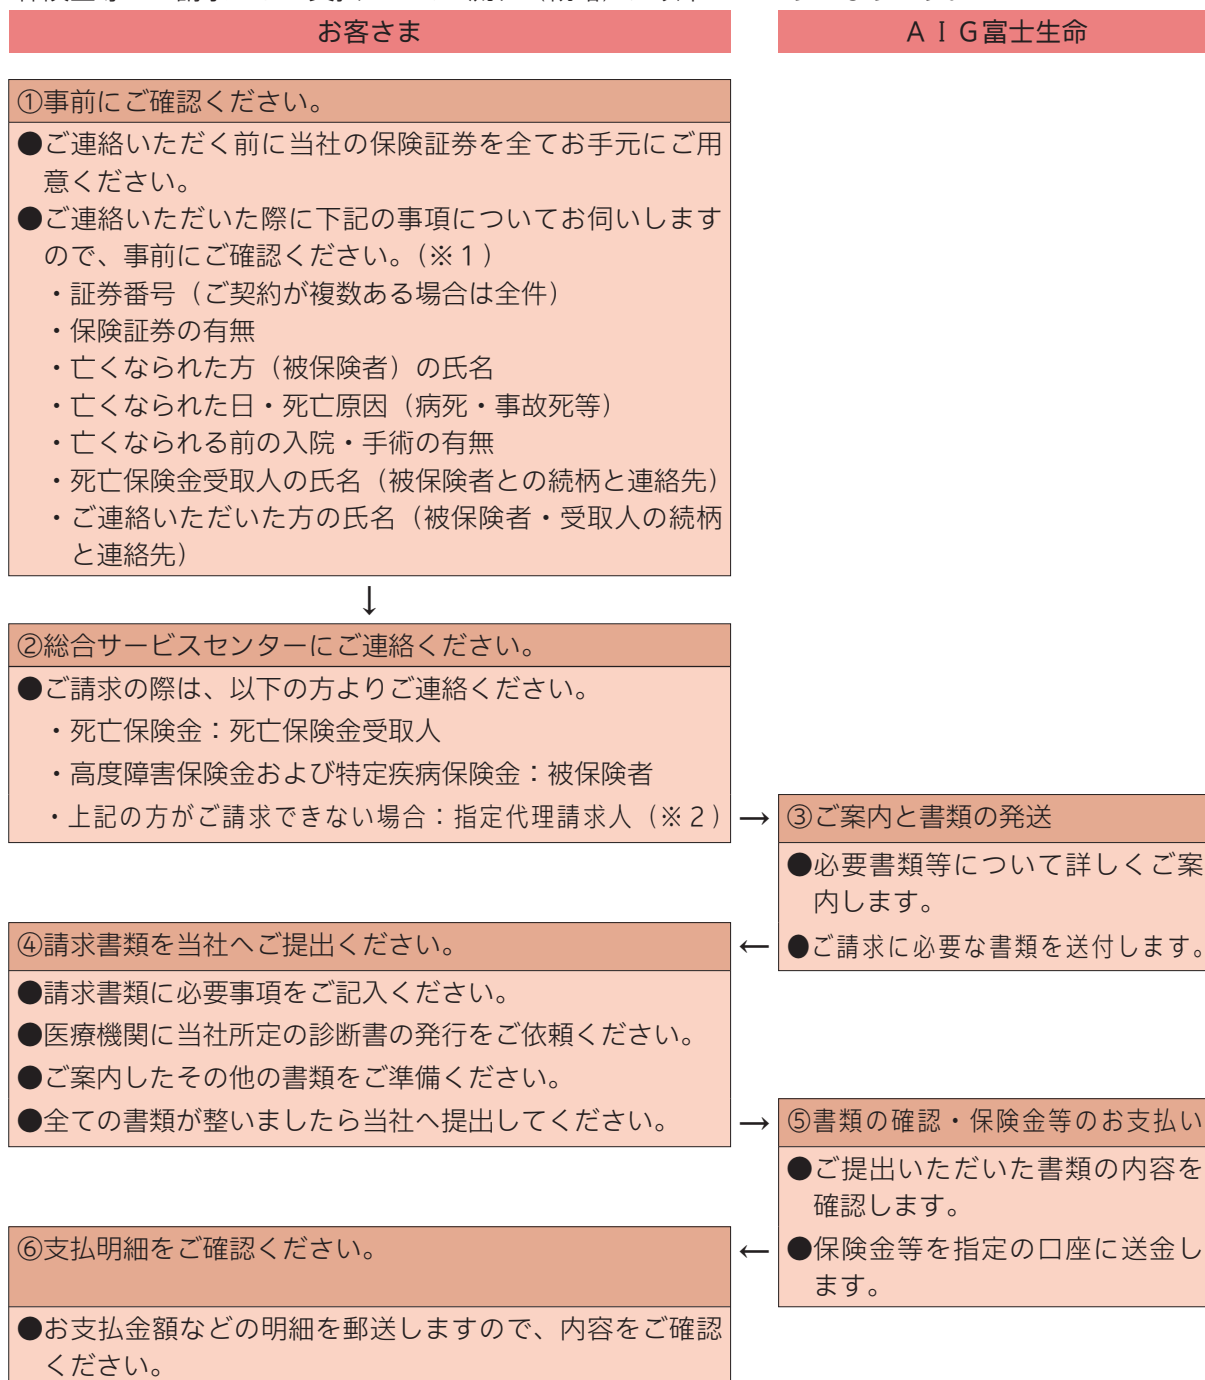 お客さま
ＡＩＧ富士生命
①事前にご確認ください。
●ご連絡いただく前に当社の保険証券を全てお手元にご用
意ください。
●ご連絡いただいた際に下記の事項についてお伺いします
ので、事前にご確認ください。（※１）
・証券番号（ご契約が複数ある場合は全件）
・保険証券の有無
・亡くなられた方（被保険者）の氏名
・亡くなられた日・死亡原因（病死・事故死等）
・亡くなられる前の入院・手術の有無
・死亡保険金受取人の氏名（被保険者との続柄と連絡先）
・ご連絡いただいた方の氏名（被保険者・受取人の続柄
と連絡先）
↓
②総合サービスセンターにご連絡ください。
●ご請求の際は、以下の方よりご連絡ください。
・死亡保険金：死亡保険金受取人
・高度障害保険金および特定疾病保険金：被保険者
・上記の方がご請求できない場合：指定代理請求人（※２）
→
③ご案内と書類の発送
●必要書類等について詳しくご案
内します。
●ご請求に必要な書類を送付します。
←
④請求書類を当社へご提出ください。
●請求書類に必要事項をご記入ください。
●医療機関に当社所定の診断書の発行をご依頼ください。
●ご案内したその他の書類をご準備ください。
●全ての書類が整いましたら当社へ提出してください。
→
⑤書類の確認・保険金等のお支払い
●ご提出いただいた書類の内容を
確認します。
●保険金等を指定の口座に送金し
ます。
←
⑥支払明細をご確認ください。
●お支払金額などの明細を郵送しますので、内容をご確認
ください。